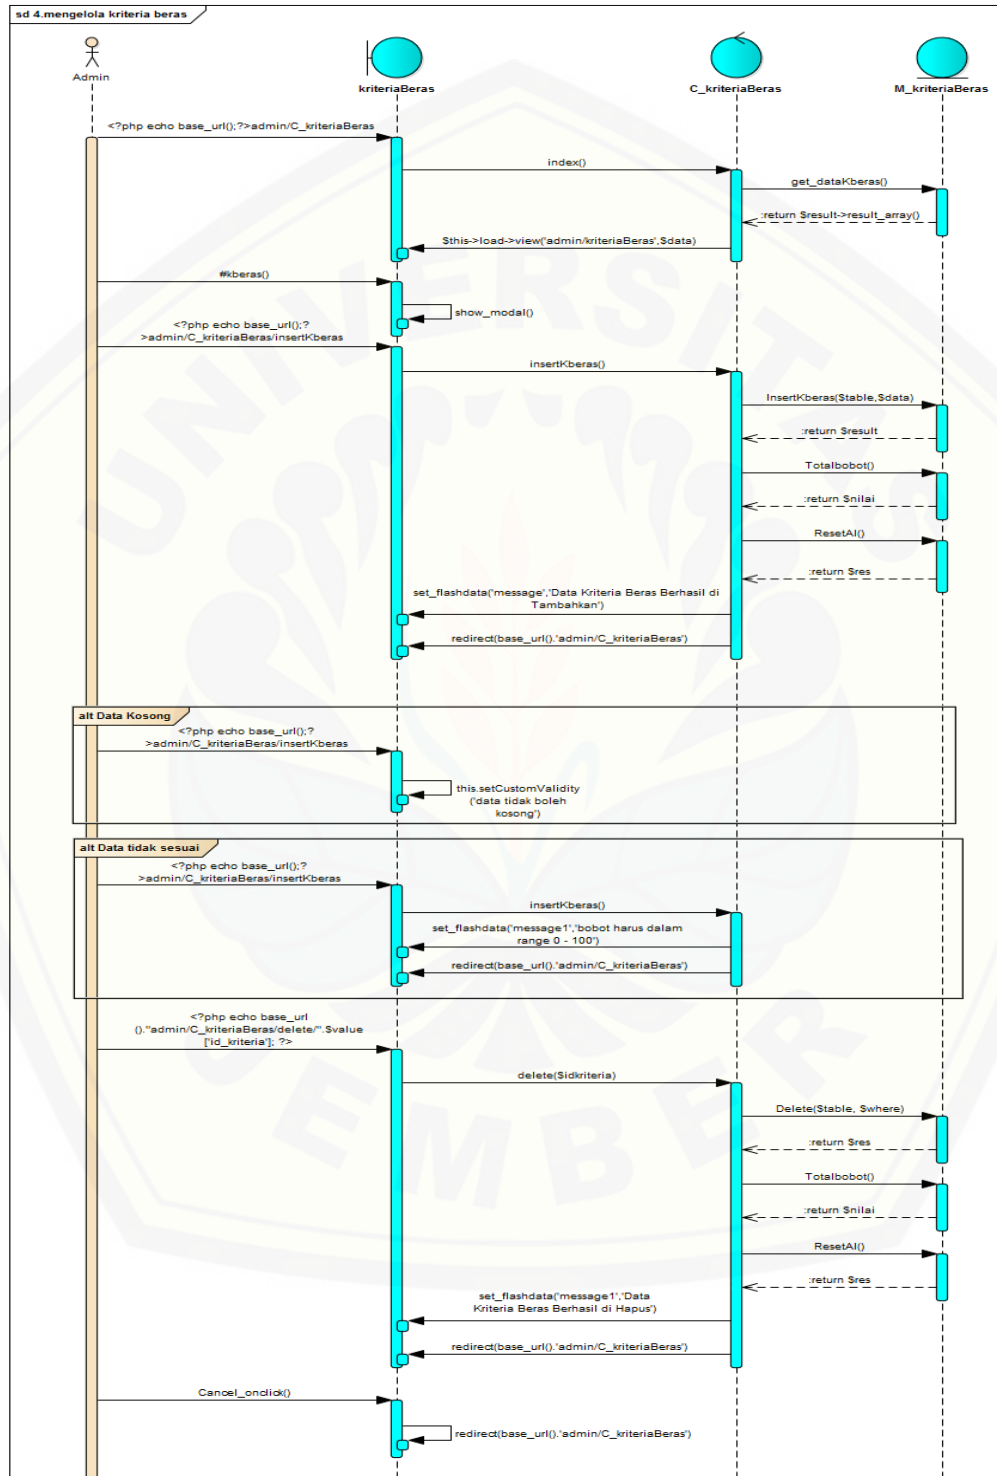 sd 4.mengelola kriteria beras
Admin
kriteriaBeras
C_kriteriaBeras
M_kriteriaBeras
<?php echo base_url();?>admin/C_kriteriaBeras
index()
get_dataKberas()
:return $result->result_array()
$this->load->view('admin/kriteriaBeras',$data)
#kberas()
show_modal()
<?php echo base_url();?
>admin/C_kriteriaBeras/insertKberas
insertKberas()
InsertKberas($table,$data)
:return $result
Totalbobot()
:return $nilai
ResetAI()
:return $res
set_flashdata('message','Data Kriteria Beras Berhasil di
Tambahkan')
redirect(base_url().'admin/C_kriteriaBeras')
alt Data Kosong
<?php echo base_url();?
>admin/C_kriteriaBeras/insertKberas
this.setCustomValidity
('data tidak boleh
kosong')
alt Data tidak sesuai
<?php echo base_url();?
>admin/C_kriteriaBeras/insertKberas
insertKberas()
set_flashdata('message1','bobot harus dalam
range 0 - 100')
redirect(base_url().'admin/C_kriteriaBeras')
<?php echo base_url
()."admin/C_kriteriaBeras/delete/".$value
['id_kriteria']; ?>
delete($idkriteria)
Delete($table, $where)
:return $res
Totalbobot()
:return $nilai
ResetAI()
:return $res
set_flashdata('message1','Data
Kriteria Beras Berhasil di Hapus')
redirect(base_url().'admin/C_kriteriaBeras')
Cancel_onclick()
redirect(base_url().'admin/C_kriteriaBeras')
UNIVERSITAS
JEMBER